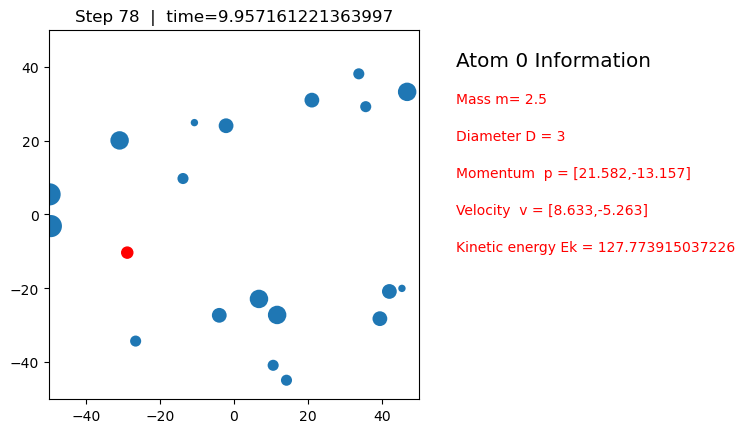 Step 78  |  time=9.957161221363997
Atom 0 Information
Mass m= 2.5
Diameter D = 3
Momentum  p = [21.582,-13.157]
Velocity  v = [8.633,-5.263]
Kinetic energy Ek = 127.773915037226
40
20
0
−20
−40
−40
−20
0
20
40